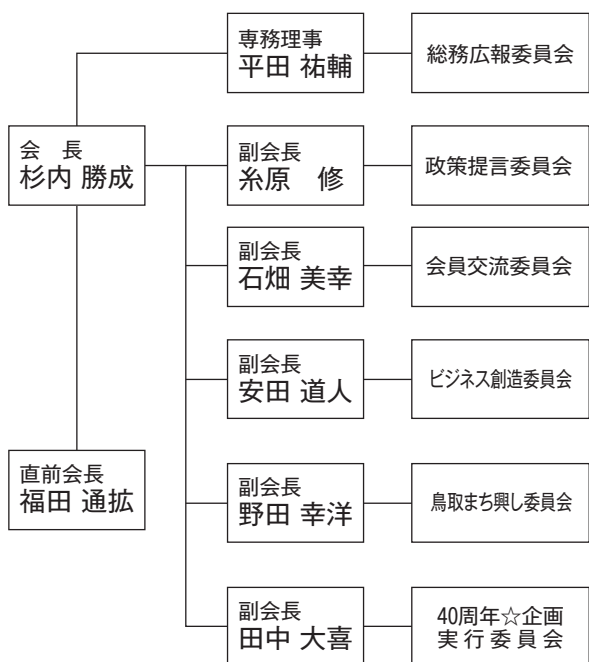 専務理事
平田 祐輔
総務広報委員会
会　長
杉内 勝成
副会長
糸原　修
政策提言委員会
副会長
石畑 美幸
会員交流委員会
副会長
安田 道人
ビジネス創造委員会
直前会長
福田 通拡
副会長
野田 幸洋
鳥取まち興し委員会
副会長
田中 大喜
40周年☆企画
実行委員会